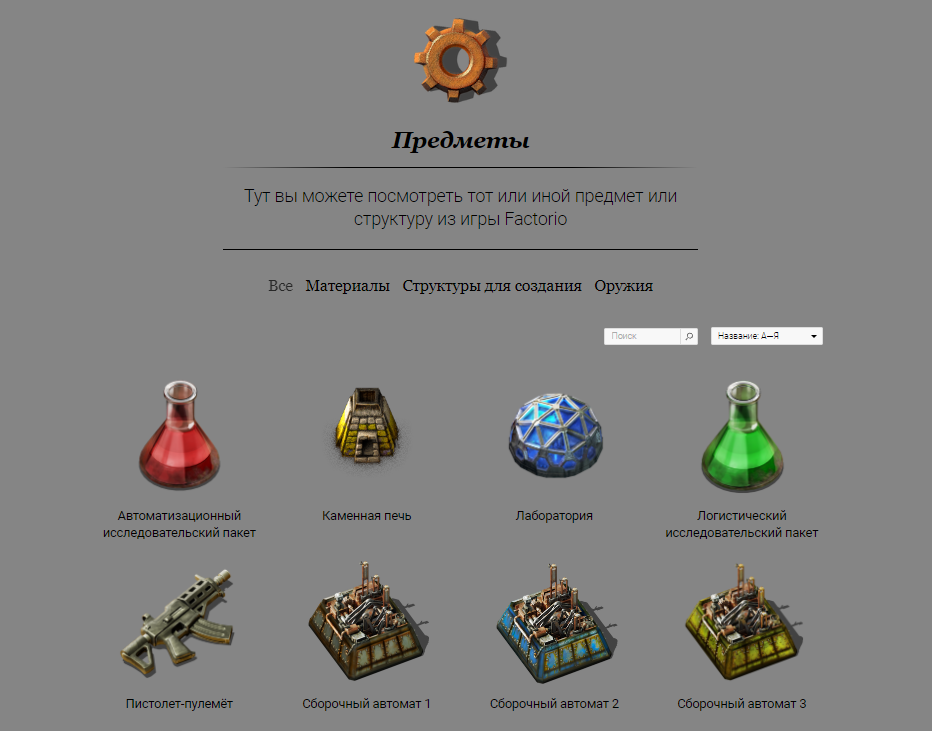 Предметы
Тут вы можете посмотреть тот или иной предмет или
структуру из игры Factorio
Все Материалы Структуры для создания Оружия
Поиск Название: А—Я
Автоматизационный
исследовательский пакет
Каменная печь
Лаборатория
Логистический
исследовательский пакет
Пистолет-пулемёт
Сборочный автомат 1
Сборочный автомат 2
Сборочный автомат 3